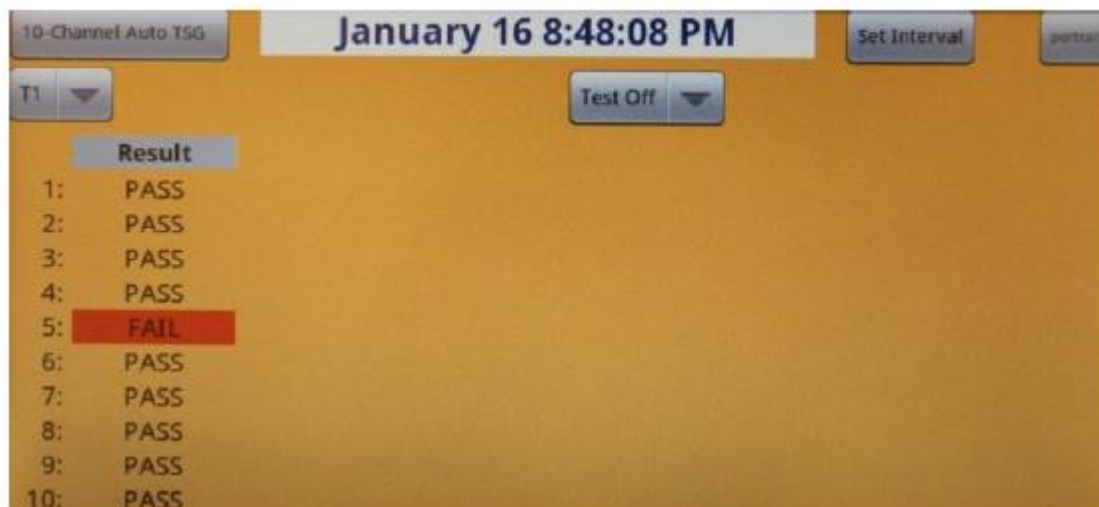 10-Channel Auto TSG January 16 8:48:08 PM Set Interval
T1 Test Off
Result
1: PASS
2: PASS
3: PASS
4: PASS
5: FAIL
6: PASS
7: PASS
8: PASS
9: PASS
10: PASS